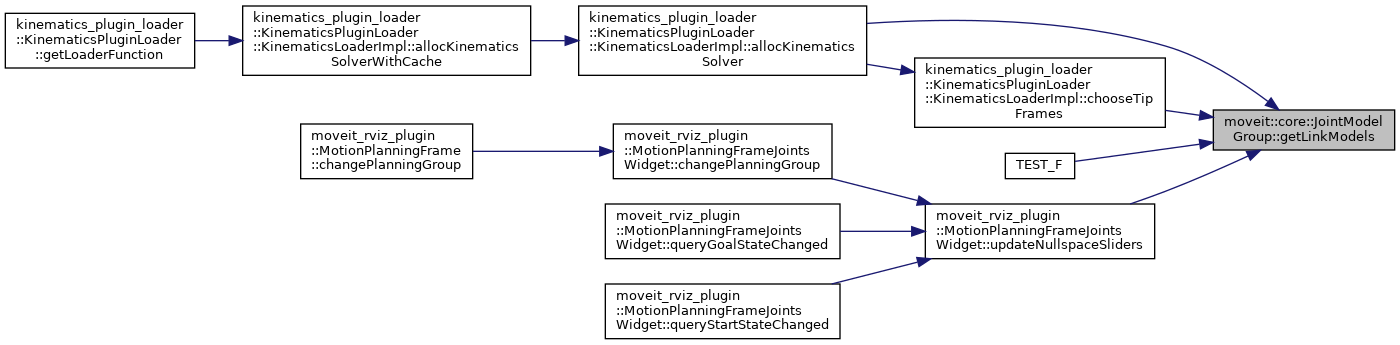 kinematics_plugin_loader
::KinematicsPluginLoader
::getLoaderFunction
kinematics_plugin_loader
::KinematicsPluginLoader
::KinematicsLoaderImpl::allocKinematics
SolverWithCache
kinematics_plugin_loader
::KinematicsPluginLoader
::KinematicsLoaderImpl::allocKinematics
Solver
kinematics_plugin_loader
::KinematicsPluginLoader
::KinematicsLoaderImpl::chooseTip
Frames
moveit::core::JointModel
Group::getLinkModels
moveit_rviz_plugin
::MotionPlanningFrame
::changePlanningGroup
moveit_rviz_plugin
::MotionPlanningFrameJoints
Widget::changePlanningGroup
TEST_F
moveit_rviz_plugin
::MotionPlanningFrameJoints
Widget::queryGoalStateChanged
moveit_rviz_plugin
::MotionPlanningFrameJoints
Widget::updateNullspaceSliders
moveit_rviz_plugin
::MotionPlanningFrameJoints
Widget::queryStartStateChanged